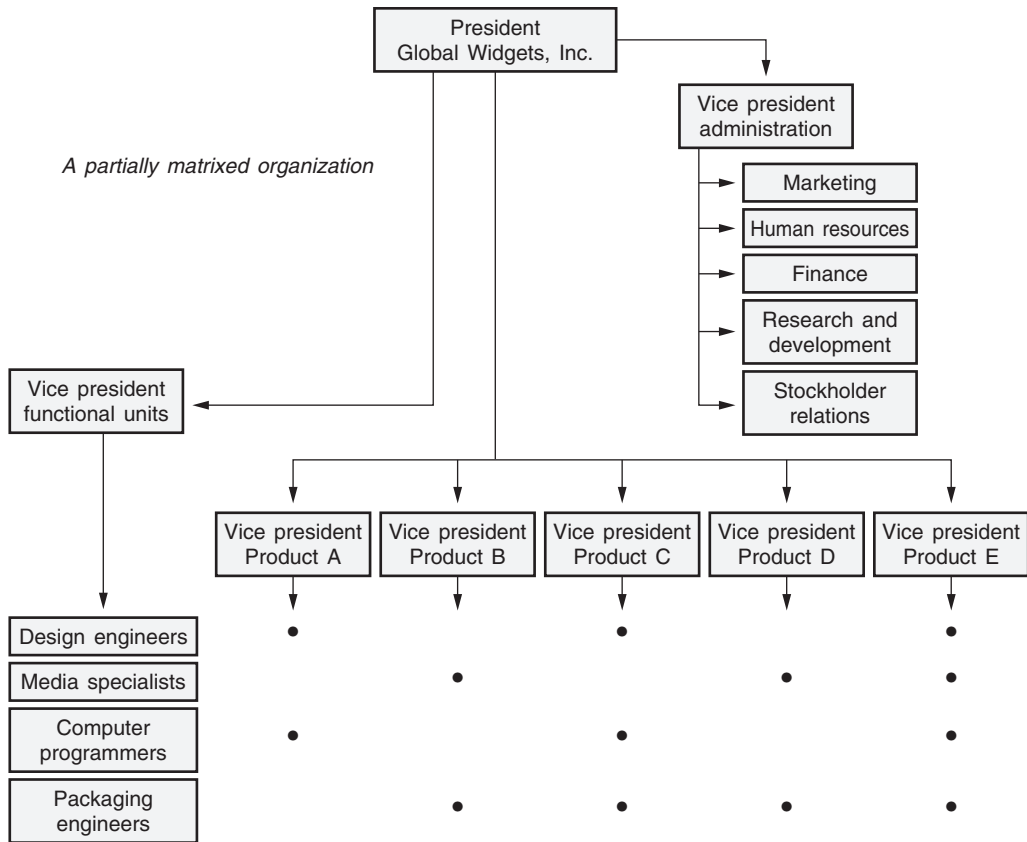 President
Global Widgets, Inc.
Vice president
administration
A partially matrixed organization
Marketing
Human resources
Finance
Research and
development
Stockholder
relations
Vice president
functional units
Vice president
Product A
Vice president
Product B
Vice president
Product C
Vice president
Product D
Vice president
Product E
Design engineers
Media specialists
Computer
programmers
Packaging
engineers